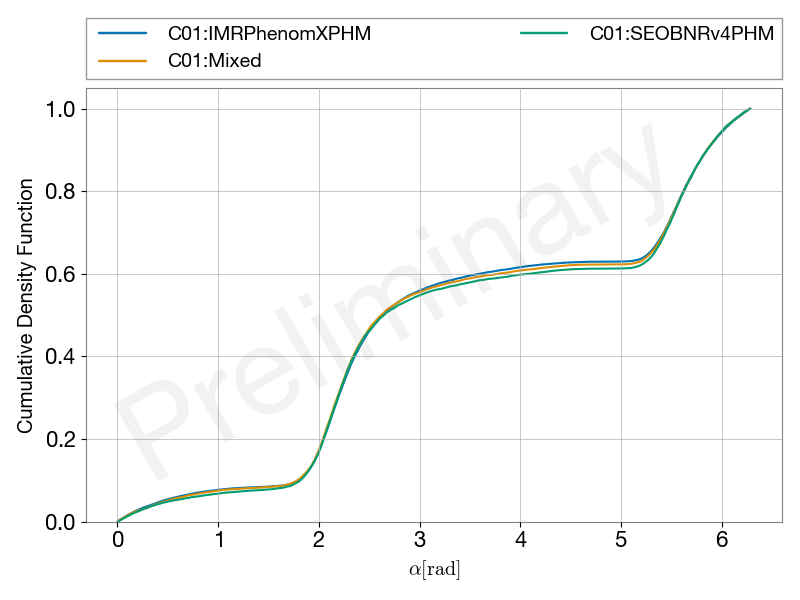 C01:IMRPhenomXPHM
C01:Mixed
C01:SEOBNRv4PHM
Cumulative Density Function
1.0
0.8
0.6
0.4
0.2
0.0
Preliminary
0 1 2 3 4 5 6
α[rad]